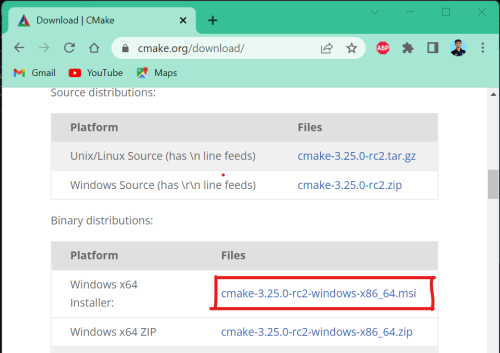 Download | CMake
cmake.org/download/
ABP
Gmail YouTube Maps
Source distributions:
Platform Files
Unix/Linux Source (has \n line feeds) cmake-3.25.0-rc2.tar.gz
Windows Source (has \r\n line feeds) cmake-3.25.0-rc2.zip
Binary distributions:
Platform Files
Windows x64
Installer:
cmake-3.25.0-rc2-windows-x86_64.msi
Windows x64 ZIP cmake-3.25.0-rc2-windows-x86_64.zip